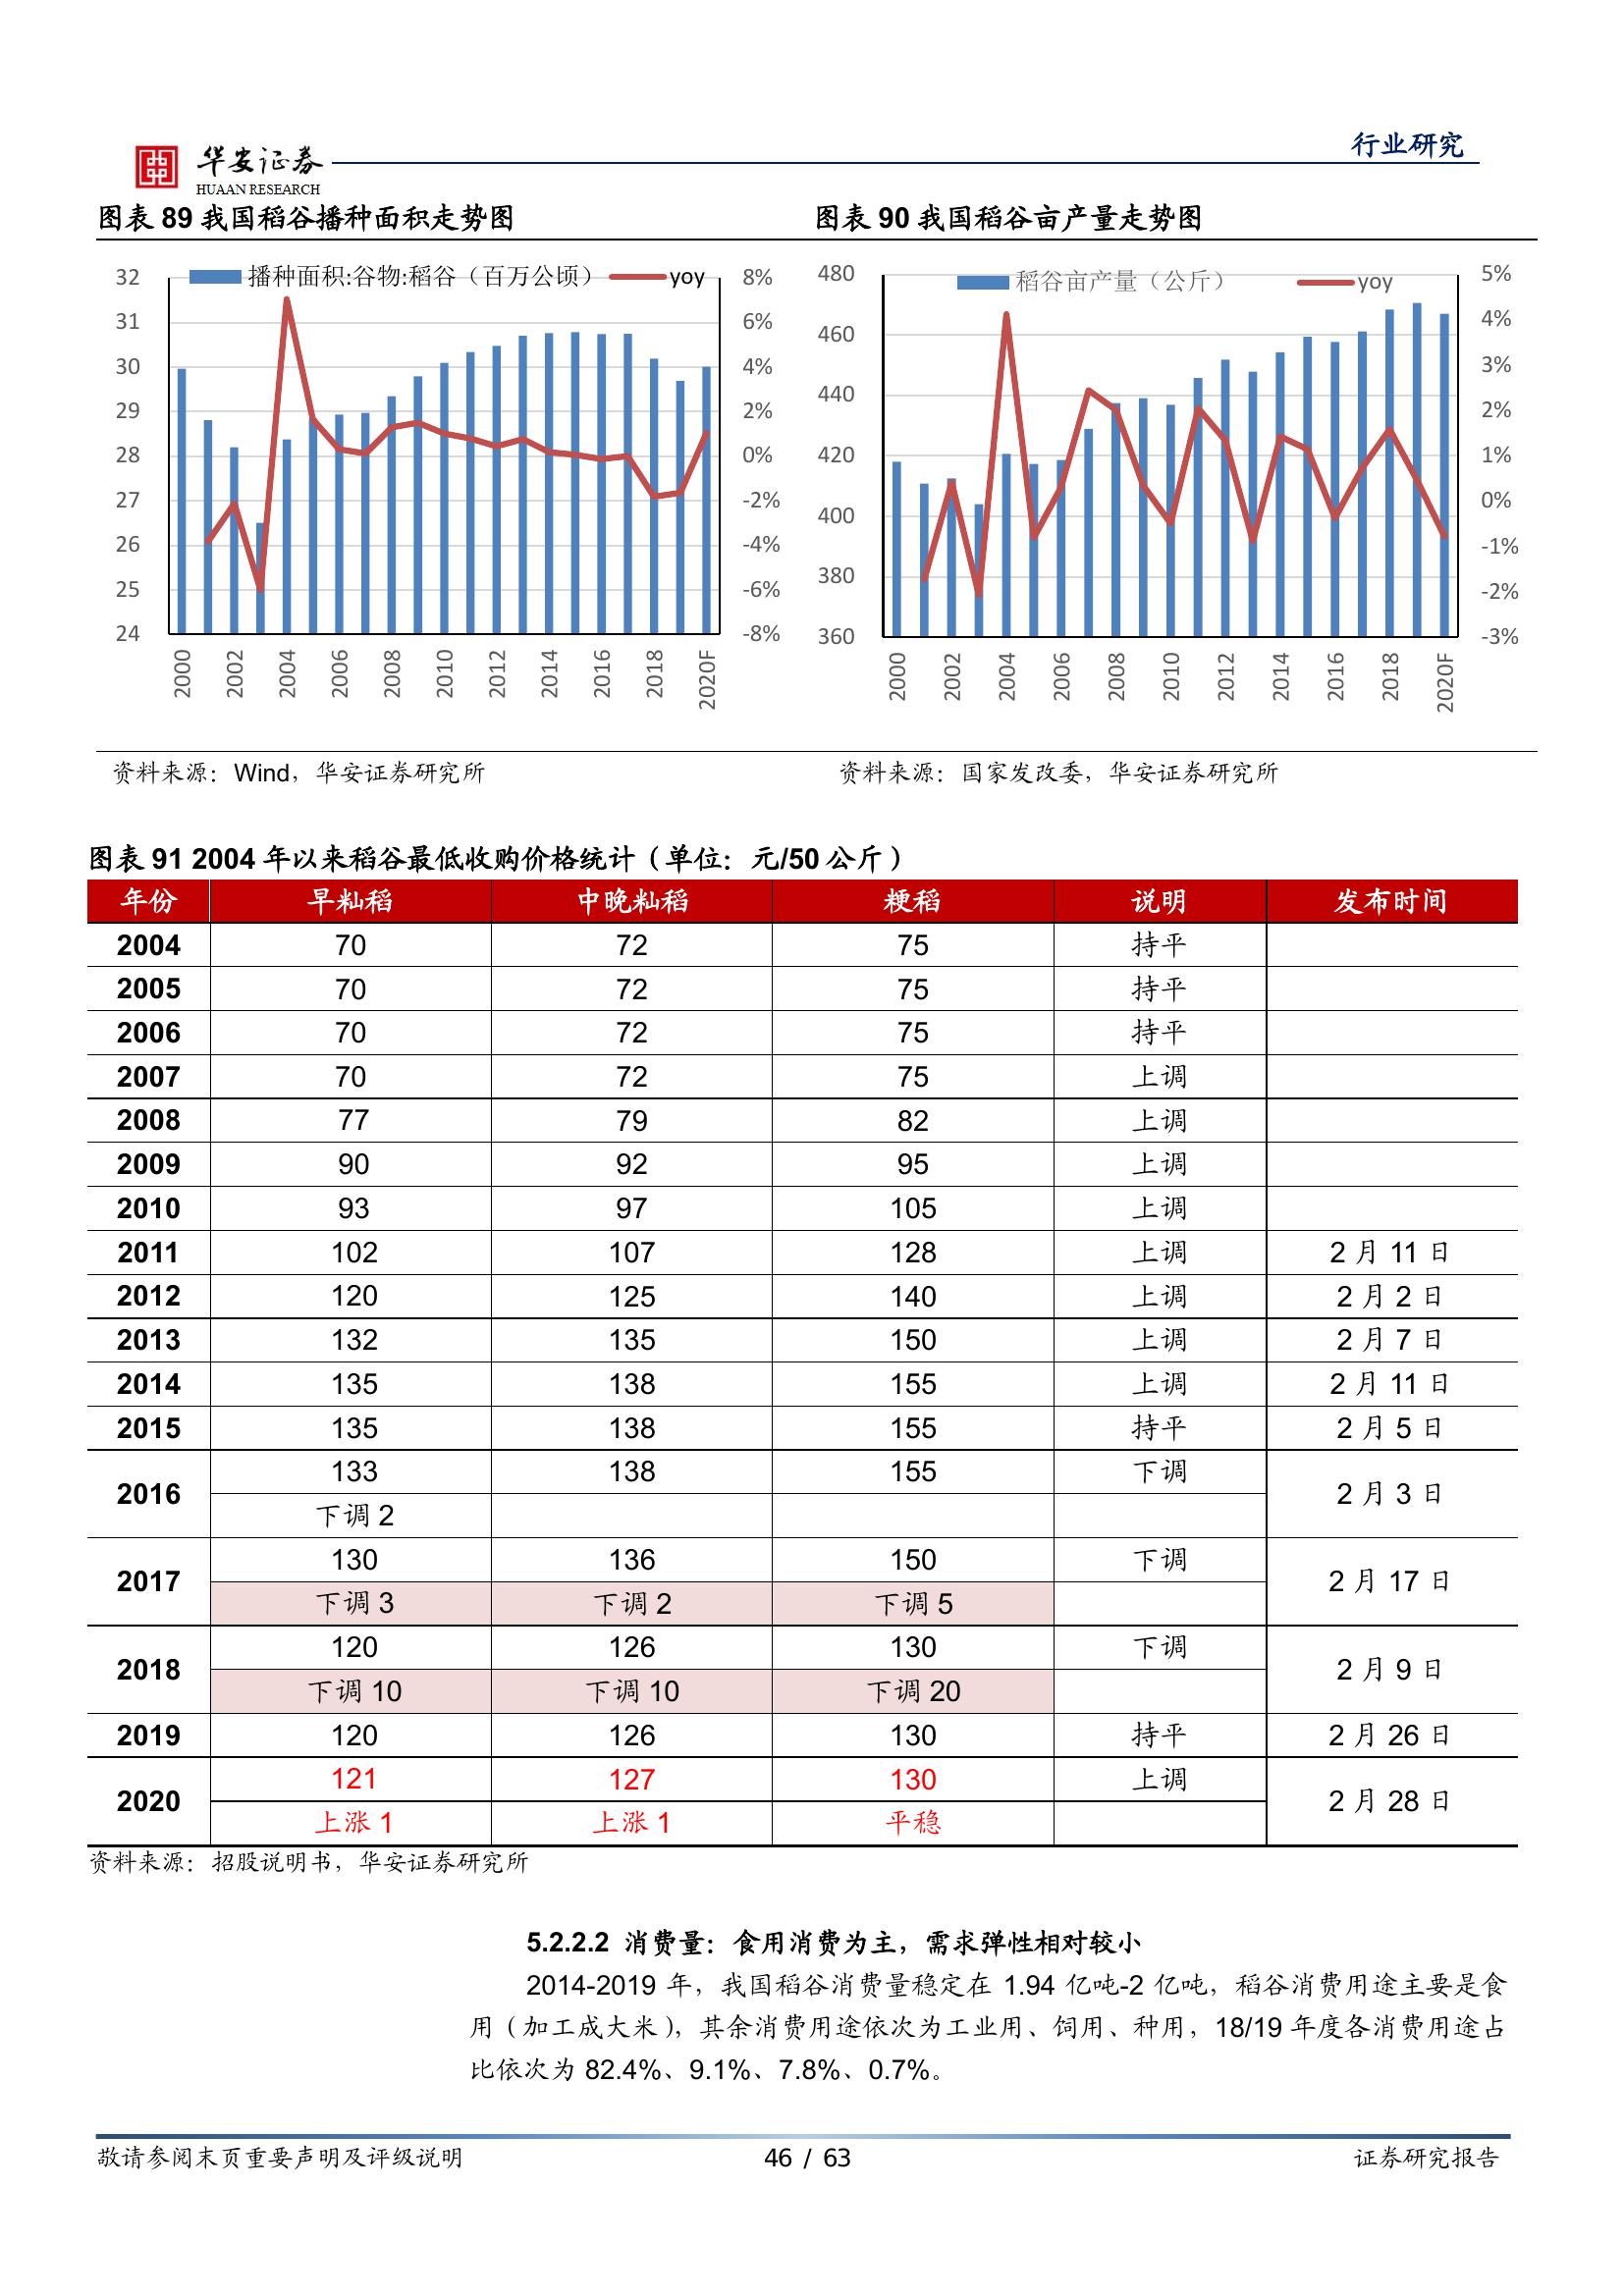 行业研究
华安证券
HUAAN RESEARCH
图表 89 我国稻谷播种面积走势图
播种面积:谷物:稻谷（百万公顷） yoy
32 8%
31 6%
30 4%
29 2%
28 0%
27 -2%
26 -4%
25 -6%
24 -8%
2000 2002 2004 2006 2008 2010 2012 2014 2016 2018 2020F
资料来源：Wind，华安证券研究所
图表 90 我国稻谷亩产量走势图
稻谷亩产量（公斤） yoy
480 5%
460 4%
440 3%
420 2%
400 1%
380 0%
360 -1%
-2%
-3%
2000 2002 2004 2006 2008 2010 2012 2014 2016 2018 2020F
资料来源：国家发改委，华安证券研究所
图表 91 2004 年以来稻谷最低收购价格统计（单位：元/50 公斤）
年份 早籼稻 中晚籼稻 粳稻 说明 发布时间
2004 70 72 75 持平
2005 70 72 75 持平
2006 70 72 75 持平
2007 70 72 75 上调
2008 77 79 82 上调
2009 90 92 95 上调
2010 93 97 105 上调
2011 102 107 128 上调 2 月 11 日
2012 120 125 140 上调 2 月 2 日
2013 132 135 150 上调 2 月 7 日
2014 135 138 155 上调 2 月 11 日
2015 135 138 155 持平 2 月 5 日
2016 133 138 155 下调 2 月 3 日
下调 2
2017 130 136 150 下调 2 月 17 日
下调 3 下调 2 下调 5
2018 120 126 130 下调 2 月 9 日
下调 10 下调 10 下调 20
2019 120 126 130 持平 2 月 26 日
2020 121 127 130 上调 2 月 28 日
上涨 1 上涨 1 平稳
资料来源：招股说明书，华安证券研究所
5.2.2.2 消费量：食用消费为主，需求弹性相对较小
2014-2019 年，我国稻谷消费量稳定在 1.94 亿吨-2 亿吨，稻谷消费用途主要是食
用（加工成大米），其余消费用途依次为工业用、饲用、种用，18/19 年度各消费用途占
比依次为 82.4%、9.1%、7.8%、0.7%。
敬请参阅末页重要声明及评级说明 46 / 63 证券研究报告